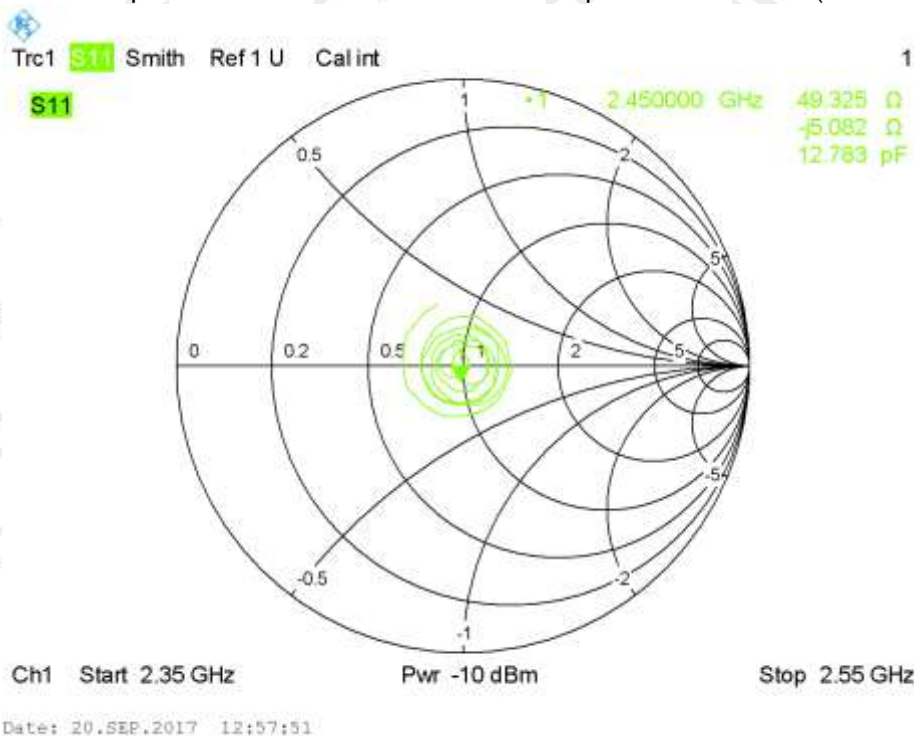 Trc1 S11 Smith Ref 1 U Cal int 1
S11
•1 2.450000 GHz 49.325 Ω
-j5.082 Ω
12.783 pF
1
0.5 2
5
0 0.2 0.5 1 2 5
-5
-0.5 -2
-1
Ch1 Start 2.35 GHz Pwr -10 dBm Stop 2.55 GHz
Date: 20.SEP.2017 12:57:51